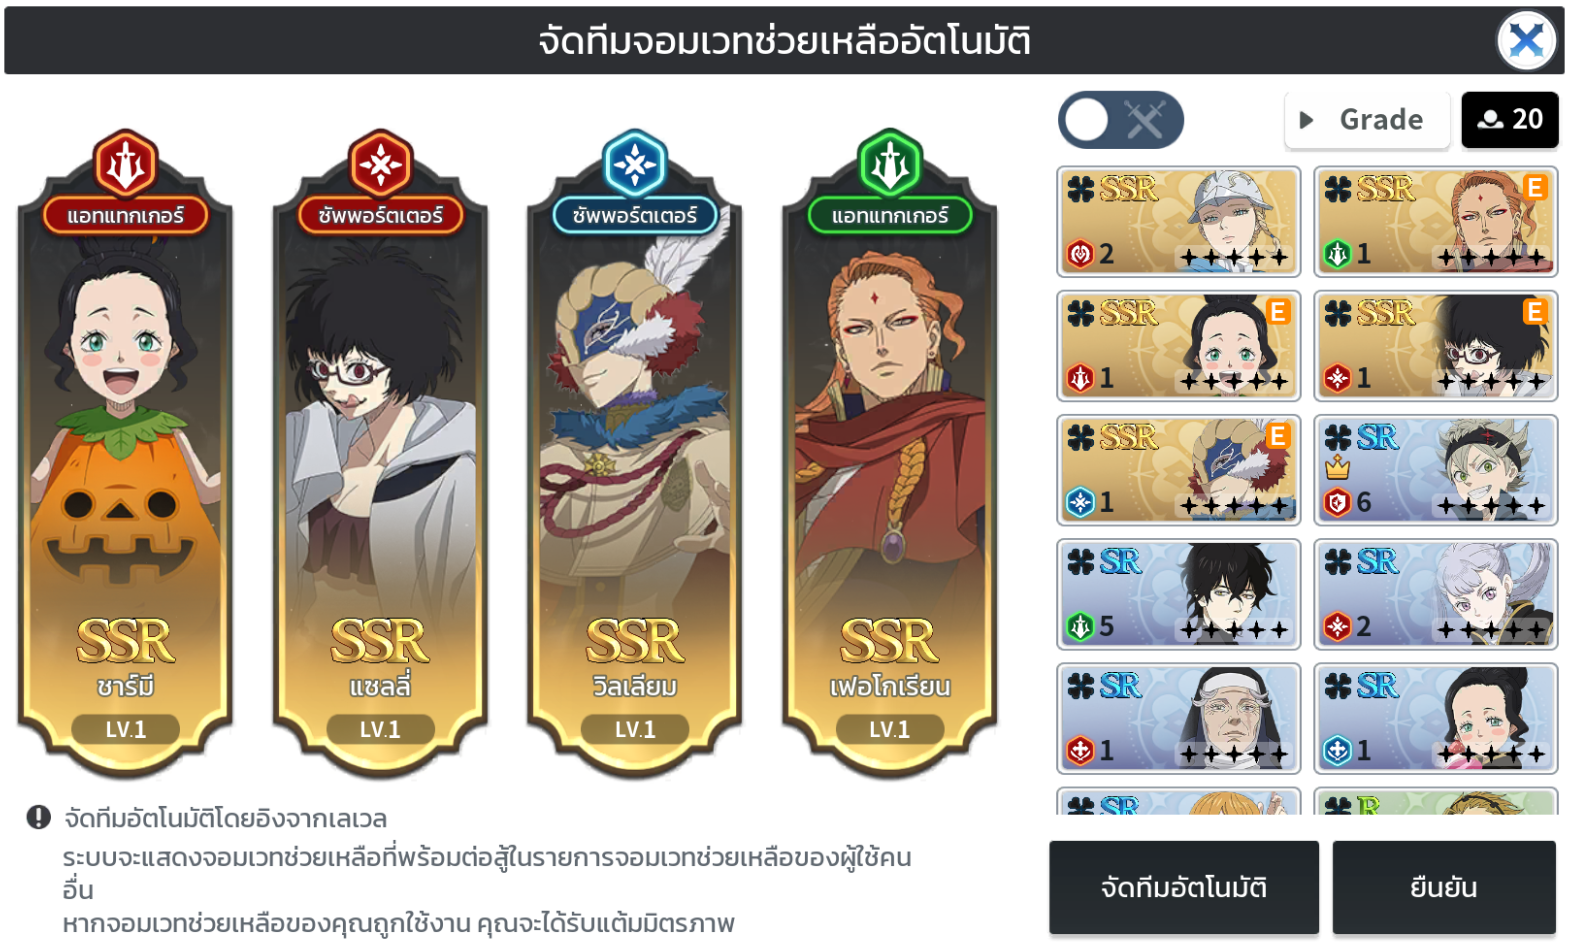 จัดทีมจอมเวทช่วยเหลืออัตโนมัติ
Grade
20
แอทแทกเกอร์
ซัพพอร์ตเตอร์
ซัพพอร์ตเตอร์
แอทแทกเกอร์
SSR
ชาร์มี
LV.1
SSR
แซลลี่
LV.1
SSR
วิลเลียม
LV.1
SSR
เฟอโกเรียน
LV.1
SSR
2
SSR
E
1
SSR
E
1
SSR
E
1
SSR
E
1
SR
6
SR
5
SR
2
SR
1
SR
1
SR
R
จัดทีมอัตโนมัติโดยอิงจากเลเวล
ระบบจะแสดงจอมเวทช่วยเหลือที่พร้อมต่อสู้ในรายการจอมเวทช่วยเหลือของผู้ใช้คน
อื่น
หากจอมเวทช่วยเหลือของคุณถูกใช้งาน คุณจะได้รับแต้มมิตรภาพ
จัดทีมอัตโนมัติ
ยืนยัน